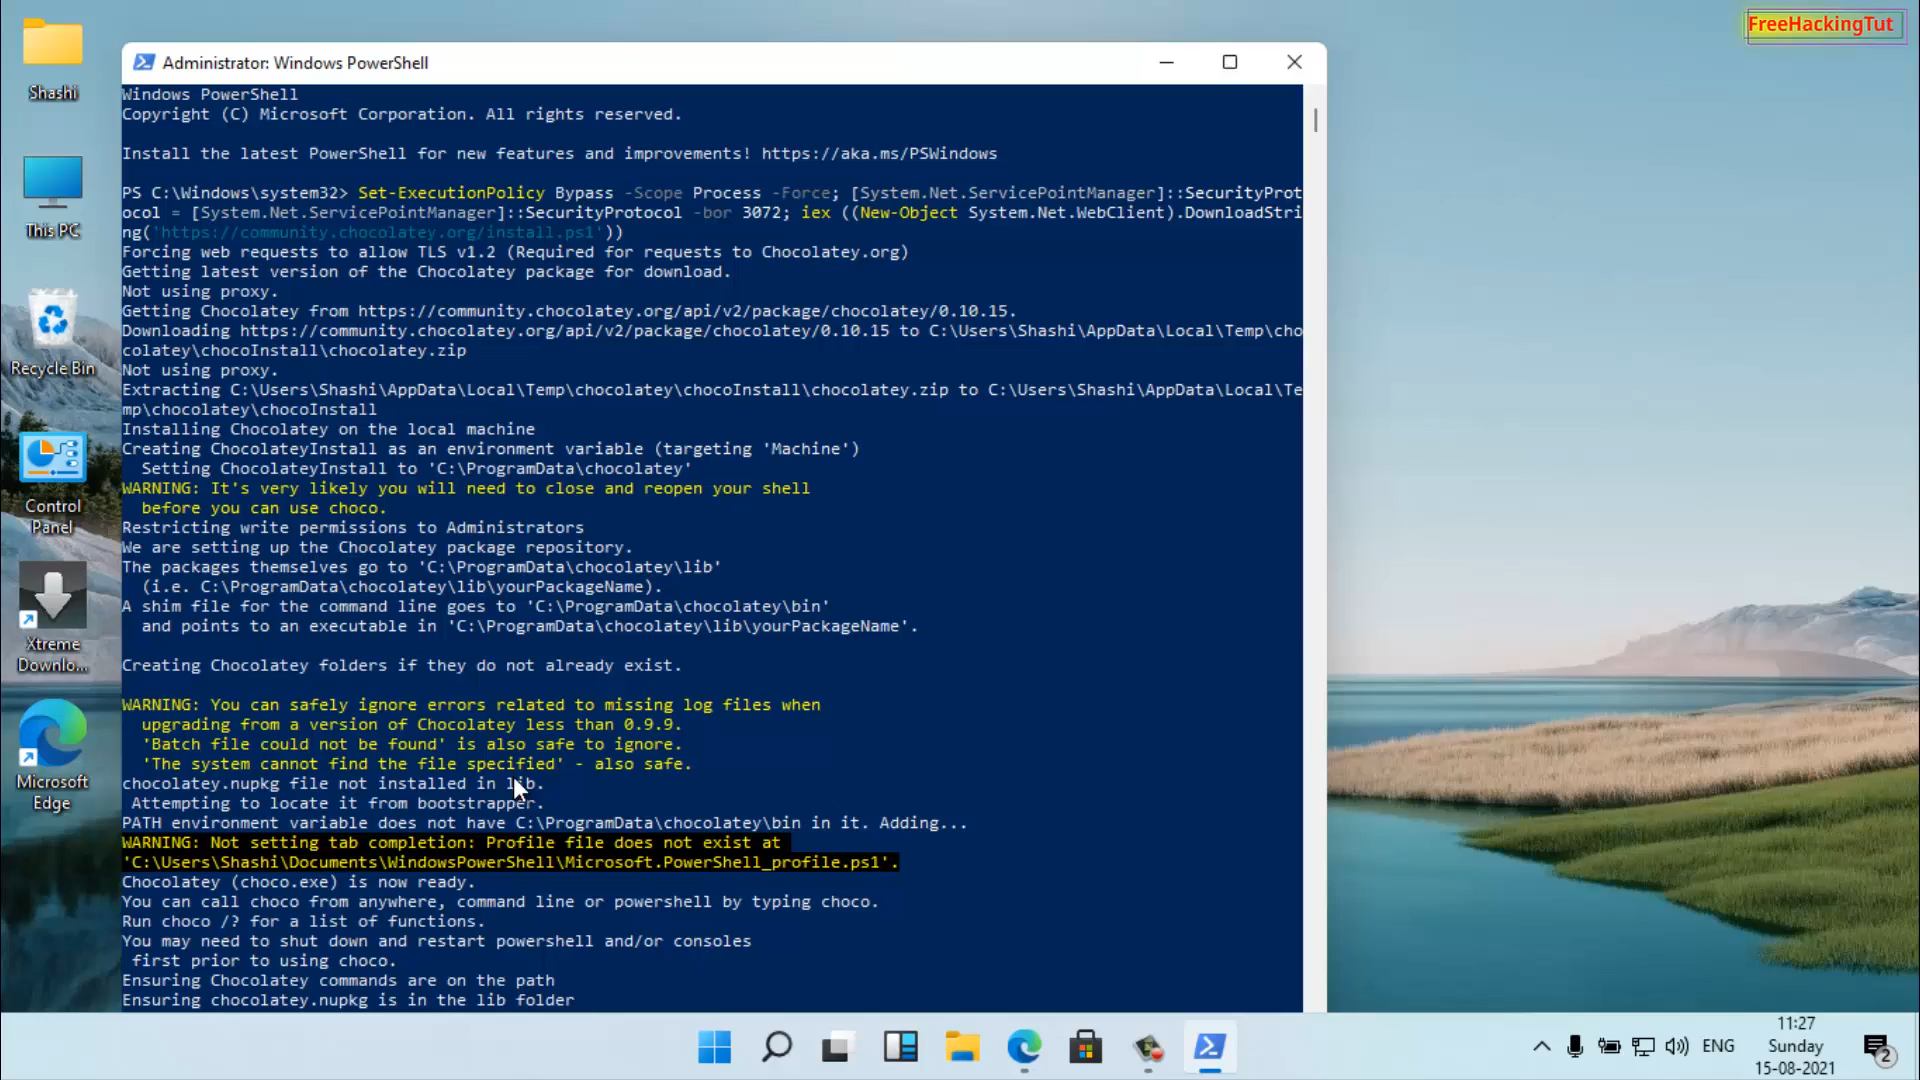 FreeHackingTut
Shashi
This PC
Recycle Bin
Control
Panel
Xtreme
Downlo...
Microsoft
Edge
Administrator: Windows PowerShell
Windows PowerShell
Copyright (C) Microsoft Corporation. All rights reserved.
Install the latest PowerShell for new features and improvements! https://aka.ms/PSWindows
PS C:\Windows\system32> Set-ExecutionPolicy Bypass -Scope Process -Force; [System.Net.ServicePointManager]::SecurityProt
ocol = [System.Net.ServicePointManager]::SecurityProtocol -bor 3072; iex ((New-Object System.Net.WebClient).DownloadStri
ng('https://community.chocolatey.org/install.ps1'))
Forcing web requests to allow TLS v1.2 (Required for requests to Chocolatey.org)
Getting latest version of the Chocolatey package for download.
Not using proxy.
Getting Chocolatey from https://community.chocolatey.org/api/v2/package/chocolatey/0.10.15.
Downloading https://community.chocolatey.org/api/v2/package/chocolatey/0.10.15 to C:\Users\Shashi\AppData\Local\Temp\cho
colatey\chocoInstall\chocolatey.zip
Not using proxy.
Extracting C:\Users\Shashi\AppData\Local\Temp\chocolatey\chocoInstall\chocolatey.zip to C:\Users\Shashi\AppData\Local\Te
mp\chocolatey\chocoInstall
Installing Chocolatey on the local machine
Creating ChocolateyInstall as an environment variable (targeting 'Machine')
Setting ChocolateyInstall to 'C:\ProgramData\chocolatey'
WARNING: It's very likely you will need to close and reopen your shell
before you can use choco.
Restricting write permissions to Administrators
We are setting up the Chocolatey package repository.
The packages themselves go to 'C:\ProgramData\chocolatey\lib'
(i.e. C:\ProgramData\chocolatey\lib\yourPackageName).
A shim file for the command line goes to 'C:\ProgramData\chocolatey\bin'
and points to an executable in 'C:\ProgramData\chocolatey\lib\yourPackageName'.
Creating Chocolatey folders if they do not already exist.
WARNING: You can safely ignore errors related to missing log files when
upgrading from a version of Chocolatey less than 0.9.9.
'Batch file could not be found' is also safe to ignore.
'The system cannot find the file specified' - also safe.
chocolatey.nupkg file not installed in lib.
Attempting to locate it from bootstrapper.
PATH environment variable does not have C:\ProgramData\chocolatey\bin in it. Adding...
WARNING: Not setting tab completion: Profile file does not exist at
'C:\Users\Shashi\Documents\WindowsPowerShell\Microsoft.PowerShell_profile.ps1'.
Chocolatey (choco.exe) is now ready.
You can call choco from anywhere, command line or powershell by typing choco.
Run choco /? for a list of functions.
You may need to shut down and restart powershell and/or consoles
first prior to using choco.
Ensuring Chocolatey commands are on the path
Ensuring chocolatey.nupkg is in the lib folder
ENG
11:27
Sunday
15-08-2021
2